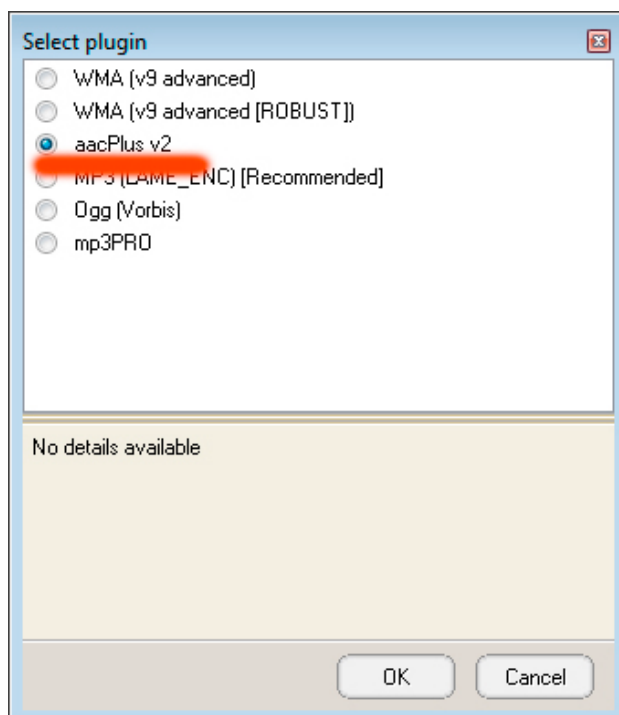 Select plugin
WMA (v9 advanced)
WMA (v9 advanced [ROBUST])
aacPlus v2
MP3 (LAME_ENC) [Recommended]
Ogg (Vorbis)
mp3PRO
No details available
OK
Cancel